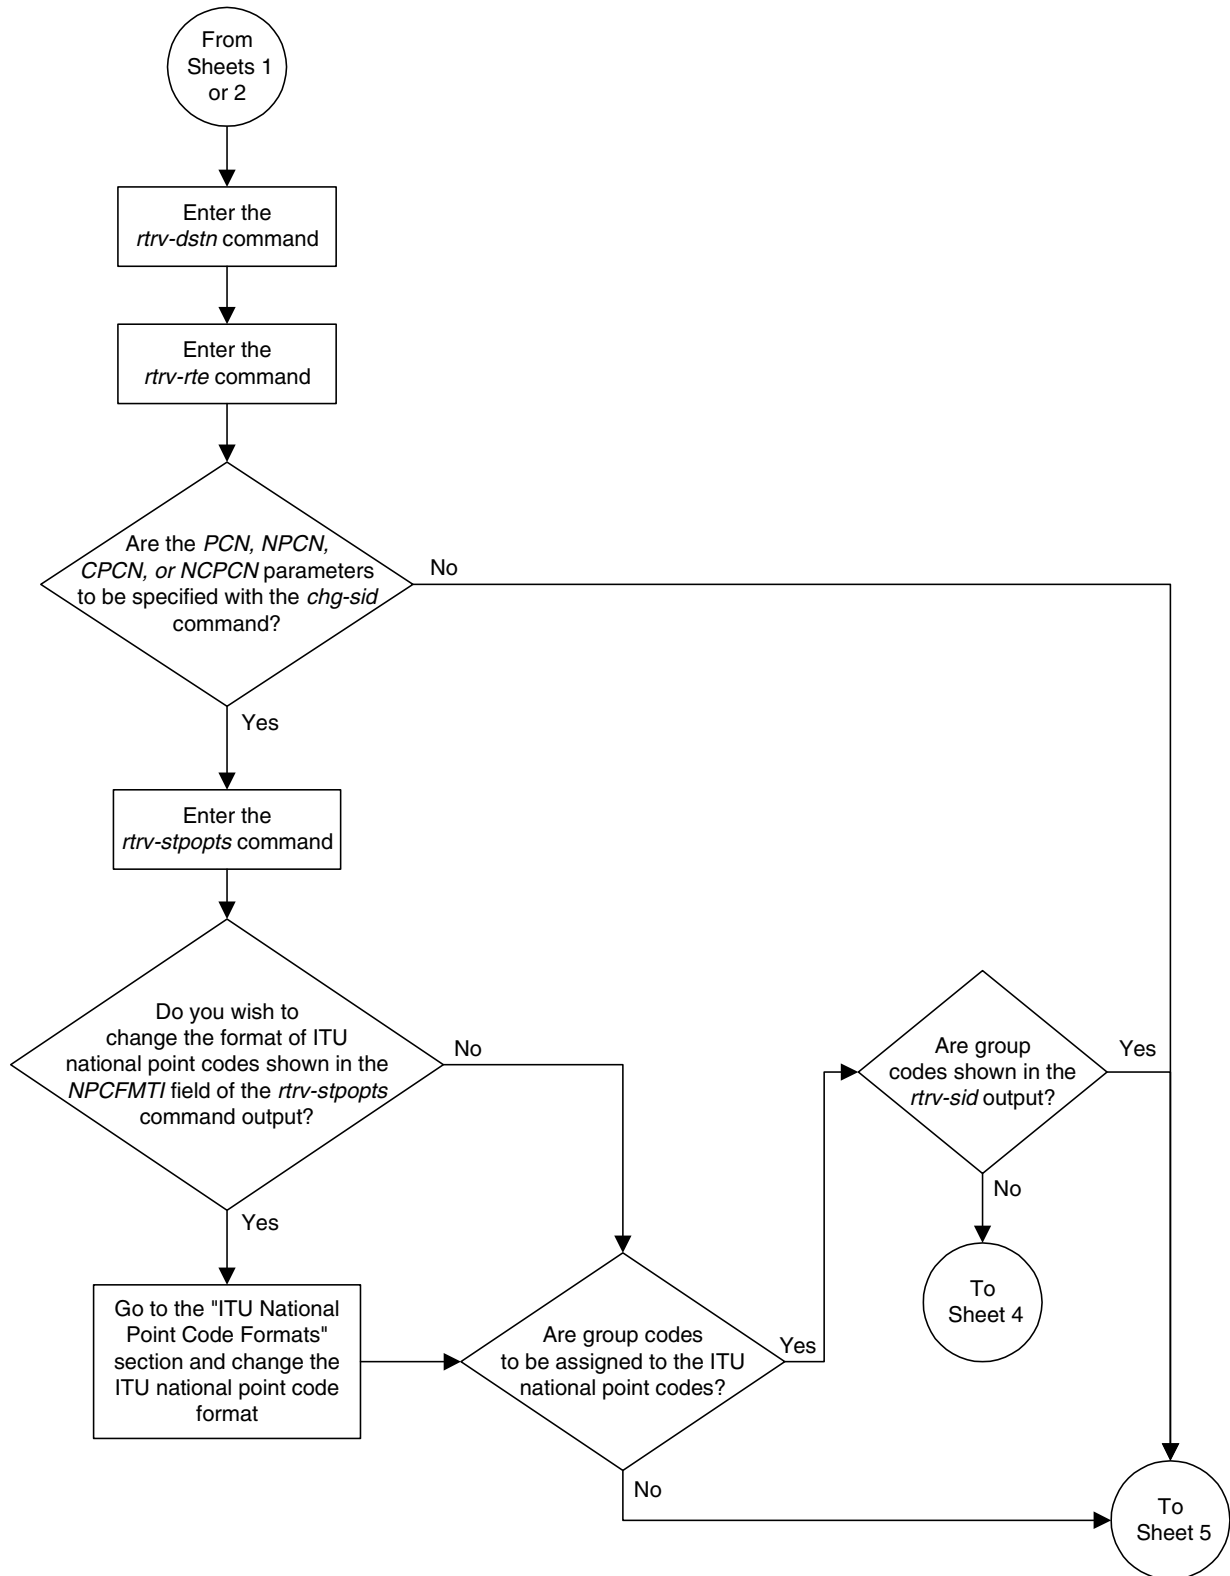 From
Sheets 1
or 2
Enter the
rtrv-dstn command
Enter the
rtrv-rte command
Are the PCN, NPCN,
CPCN, or NCPCN parameters
to be specified with the chg-sid
command?
No
Yes
Enter the
rtrv-stpopts command
Do you wish to
change the format of ITU
national point codes shown in the
NPCFMTI field of the rtrv-stpopts
command output?
No
Yes
Are group
codes shown in the
rtrv-sid output?
Yes
No
To
Sheet 4
Go to the "ITU National
Point Code Formats"
section and change the
ITU national point code
format
Are group codes
to be assigned to the ITU
national point codes?
Yes
No
To
Sheet 5